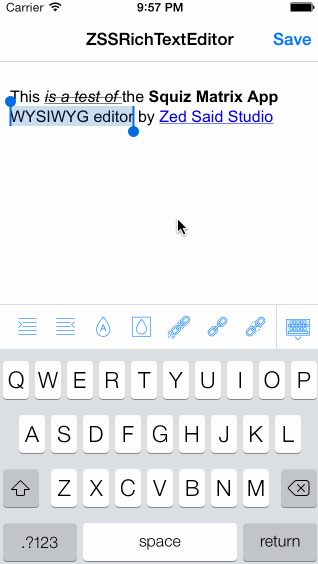 Carrier 9:57 PM
ZSSRichTextEditor Save
This is a test of the Squiz Matrix App
WYSIWYG editor by Zed Said Studio
A
Q W E R T Y U I O P
A S D F G H J K L
Z X C V B N M
.?123 space return